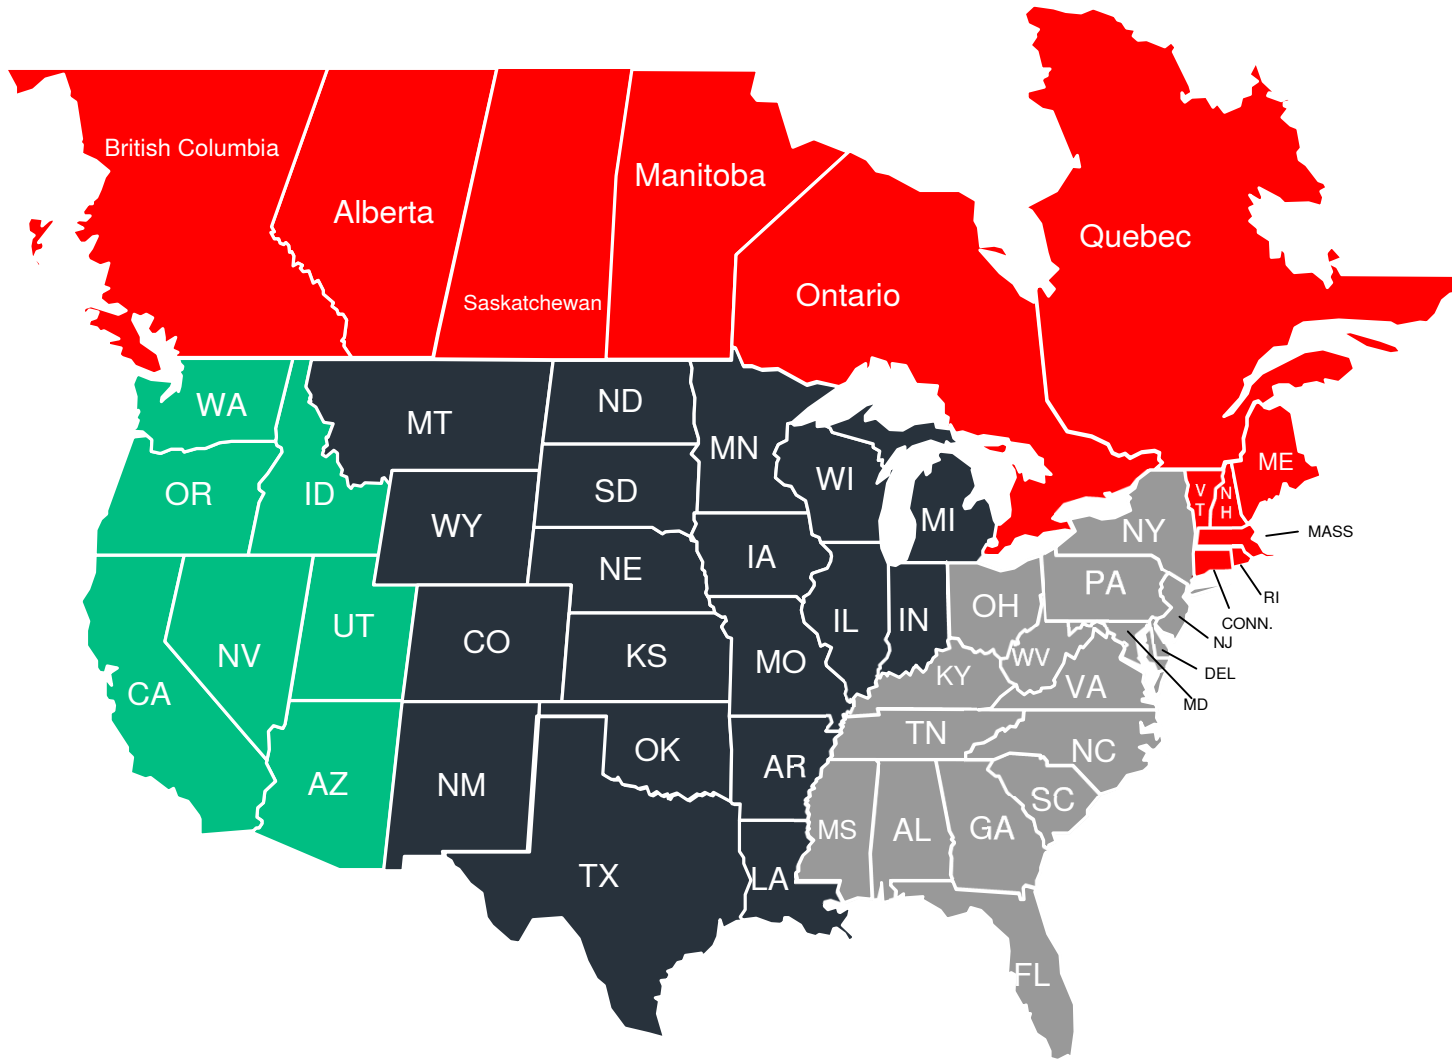 British Columbia
Alberta
Saskatchewan
Manitoba
Ontario
Quebec
WA
MT
ND
MN
OR
ID
WY
SD
WI
MI
NY
V
T
N
H
ME
MASS
RI
CONN.
NJ
DEL
MD
CA
NV
UT
CO
NE
IA
IL
IN
OH
PA
KS
MO
KY
WV
VA
AZ
NM
OK
AR
TN
NC
TX
LA
MS
AL
GA
SC
FL